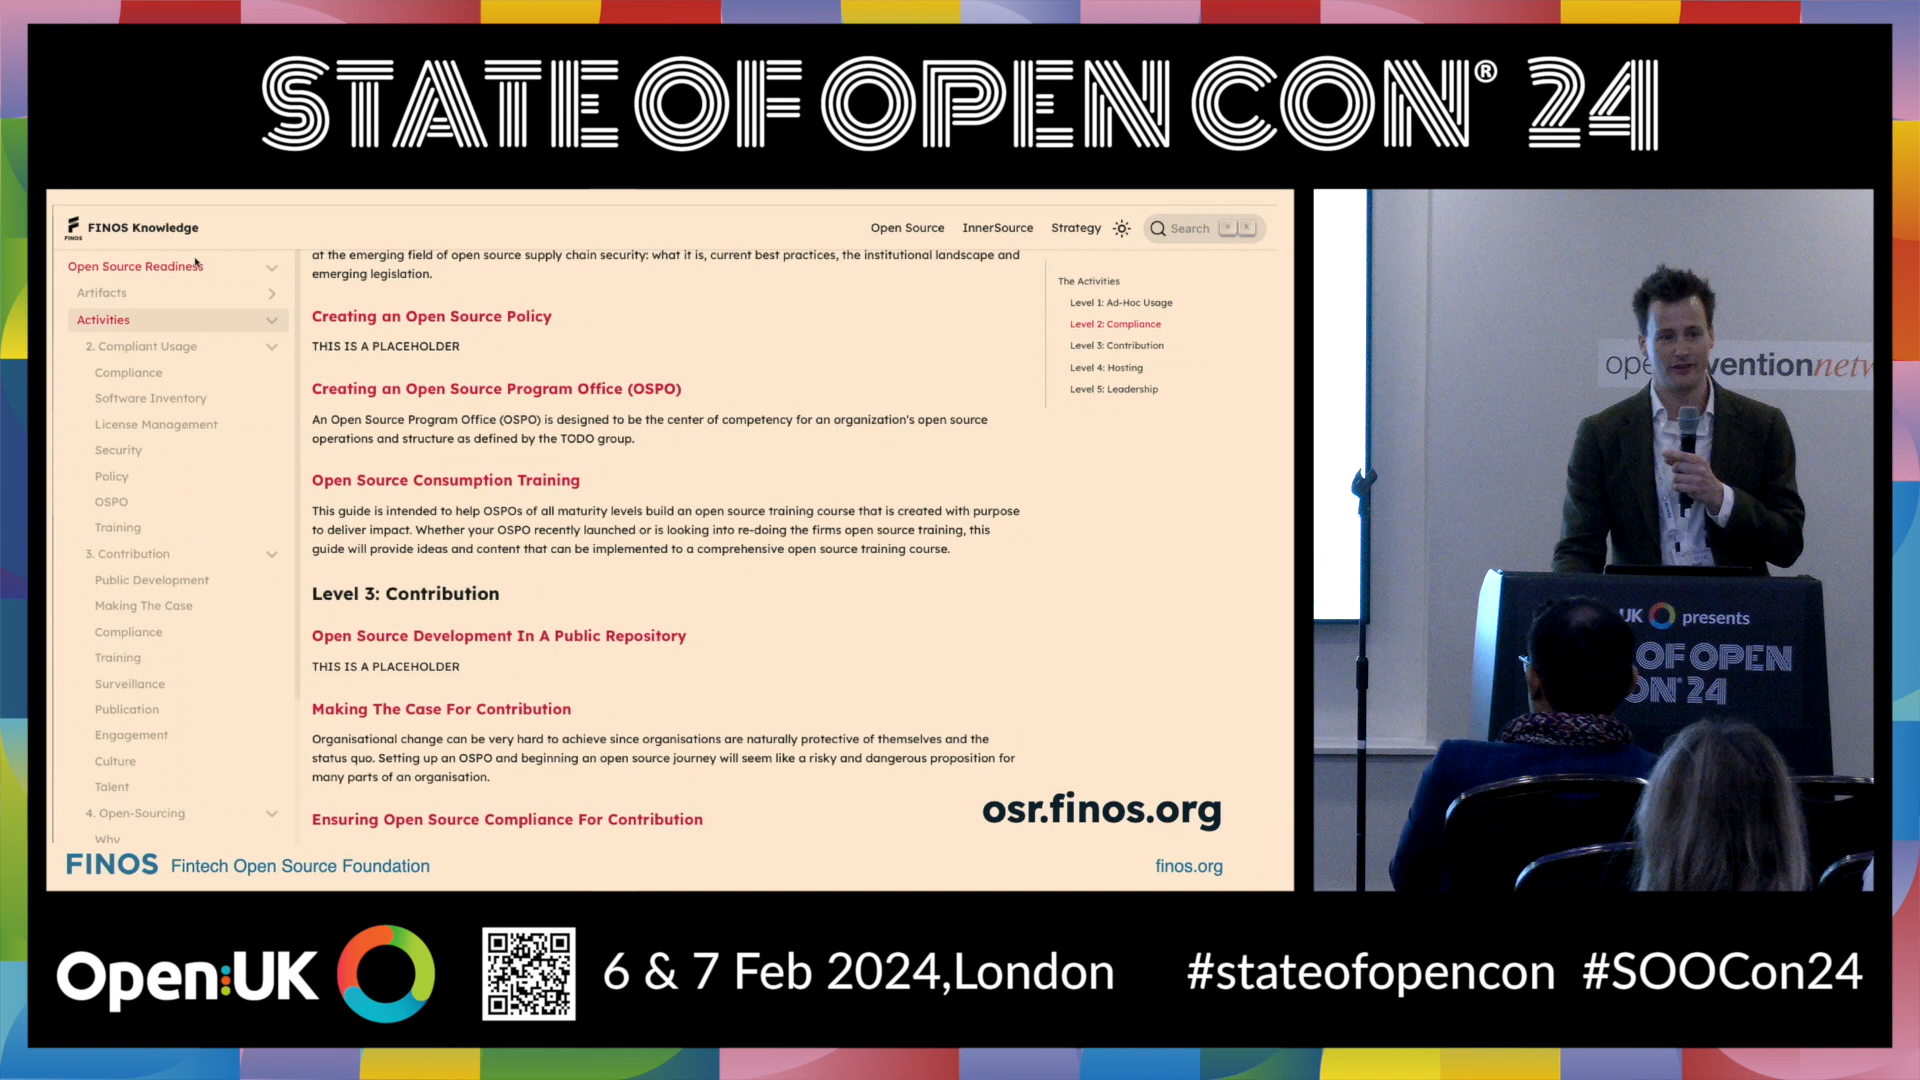 STATE OF OPEN CON® 24
FINOS
FINOS Knowledge
Open Source
InnerSource
Strategy
Search
K
Open Source Readiness
Artifacts
Activities
2. Compliant Usage
Compliance
Software Inventory
License Management
Security
Policy
OSPO
Training
3. Contribution
Public Development
Making The Case
Compliance
Training
Surveillance
Publication
Engagement
Culture
Talent
4. Open-Sourcing
Why
at the emerging field of open source supply chain security: what it is, current best practices, the institutional landscape and
emerging legislation.
Creating an Open Source Policy
THIS IS A PLACEHOLDER
Creating an Open Source Program Office (OSPO)
An Open Source Program Office (OSPO) is designed to be the center of competency for an organization's open source
operations and structure as defined by the TODO group.
Open Source Consumption Training
This guide is intended to help OSPOs of all maturity levels build an open source training course that is created with purpose
to deliver impact. Whether your OSPO recently launched or is looking into re-doing the firms open source training, this
guide will provide ideas and content that can be implemented to a comprehensive open source training course.
Level 3: Contribution
Open Source Development In A Public Repository
THIS IS A PLACEHOLDER
Making The Case For Contribution
Organisational change can be very hard to achieve since organisations are naturally protective of themselves and the
status quo. Setting up an OSPO and beginning an open source journey will seem like a risky and dangerous proposition for
many parts of an organisation.
Ensuring Open Source Compliance For Contribution
The Activities
Level 1: Ad-Hoc Usage
Level 2: Compliance
Level 3: Contribution
Level 4: Hosting
Level 5: Leadership
osr.finos.org
FINOS Fintech Open Source Foundation
finos.org
UK presents
OF OPEN
CON® 24
Open:UK
6 & 7 Feb 2024,London
#stateofopencon #SOOCon24